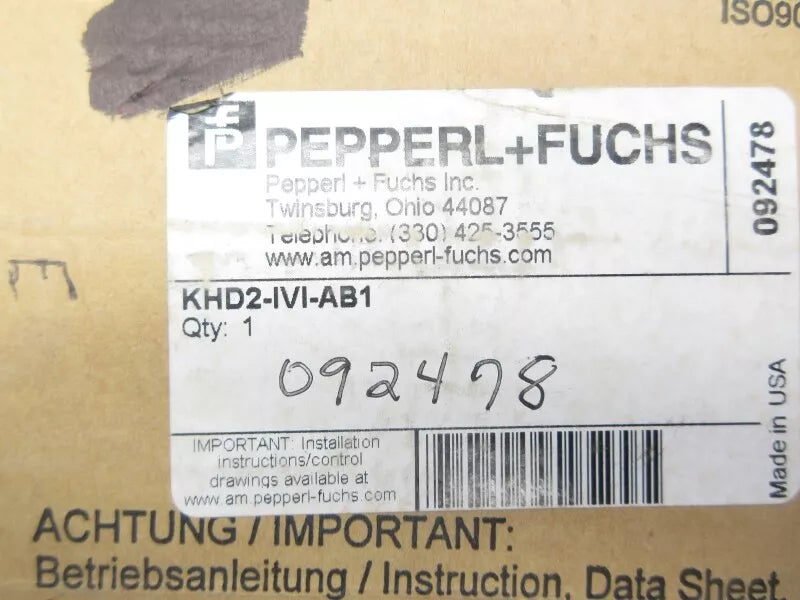 ISO90
PEPPERL+FUCHS
Pepperl + Fuchs Inc.
Twinsburg, Ohio 44087
Telephone: (330) 425-3555
www.am.pepperl-fuchs.com
092478
KHD2-IVI-AB1
Qty: 1
092478
Made in USA
IMPORTANT: Installation
instructions/control
drawings available at
www.am.pepperl-fuchs.com
ACHTUNG / IMPORTANT:
Betriebsanleitung / Instruction, Data Sheet,